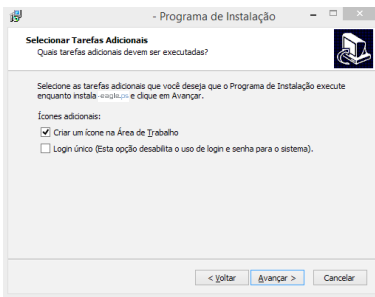 - Programa de Instalação
Selecionar Tarefas Adicionais
Quais tarefas adicionais devem ser executadas?
Selecione as tarefas adicionais que você deseja que o Programa de Instalação execute
enquanto instala e clique em Avançar.
Ícones adicionais:
Criar um ícone na Área de Trabalho
Login único (Esta opção desabilita o uso de login e senha para o sistema).
< Voltar Avançar > Cancelar